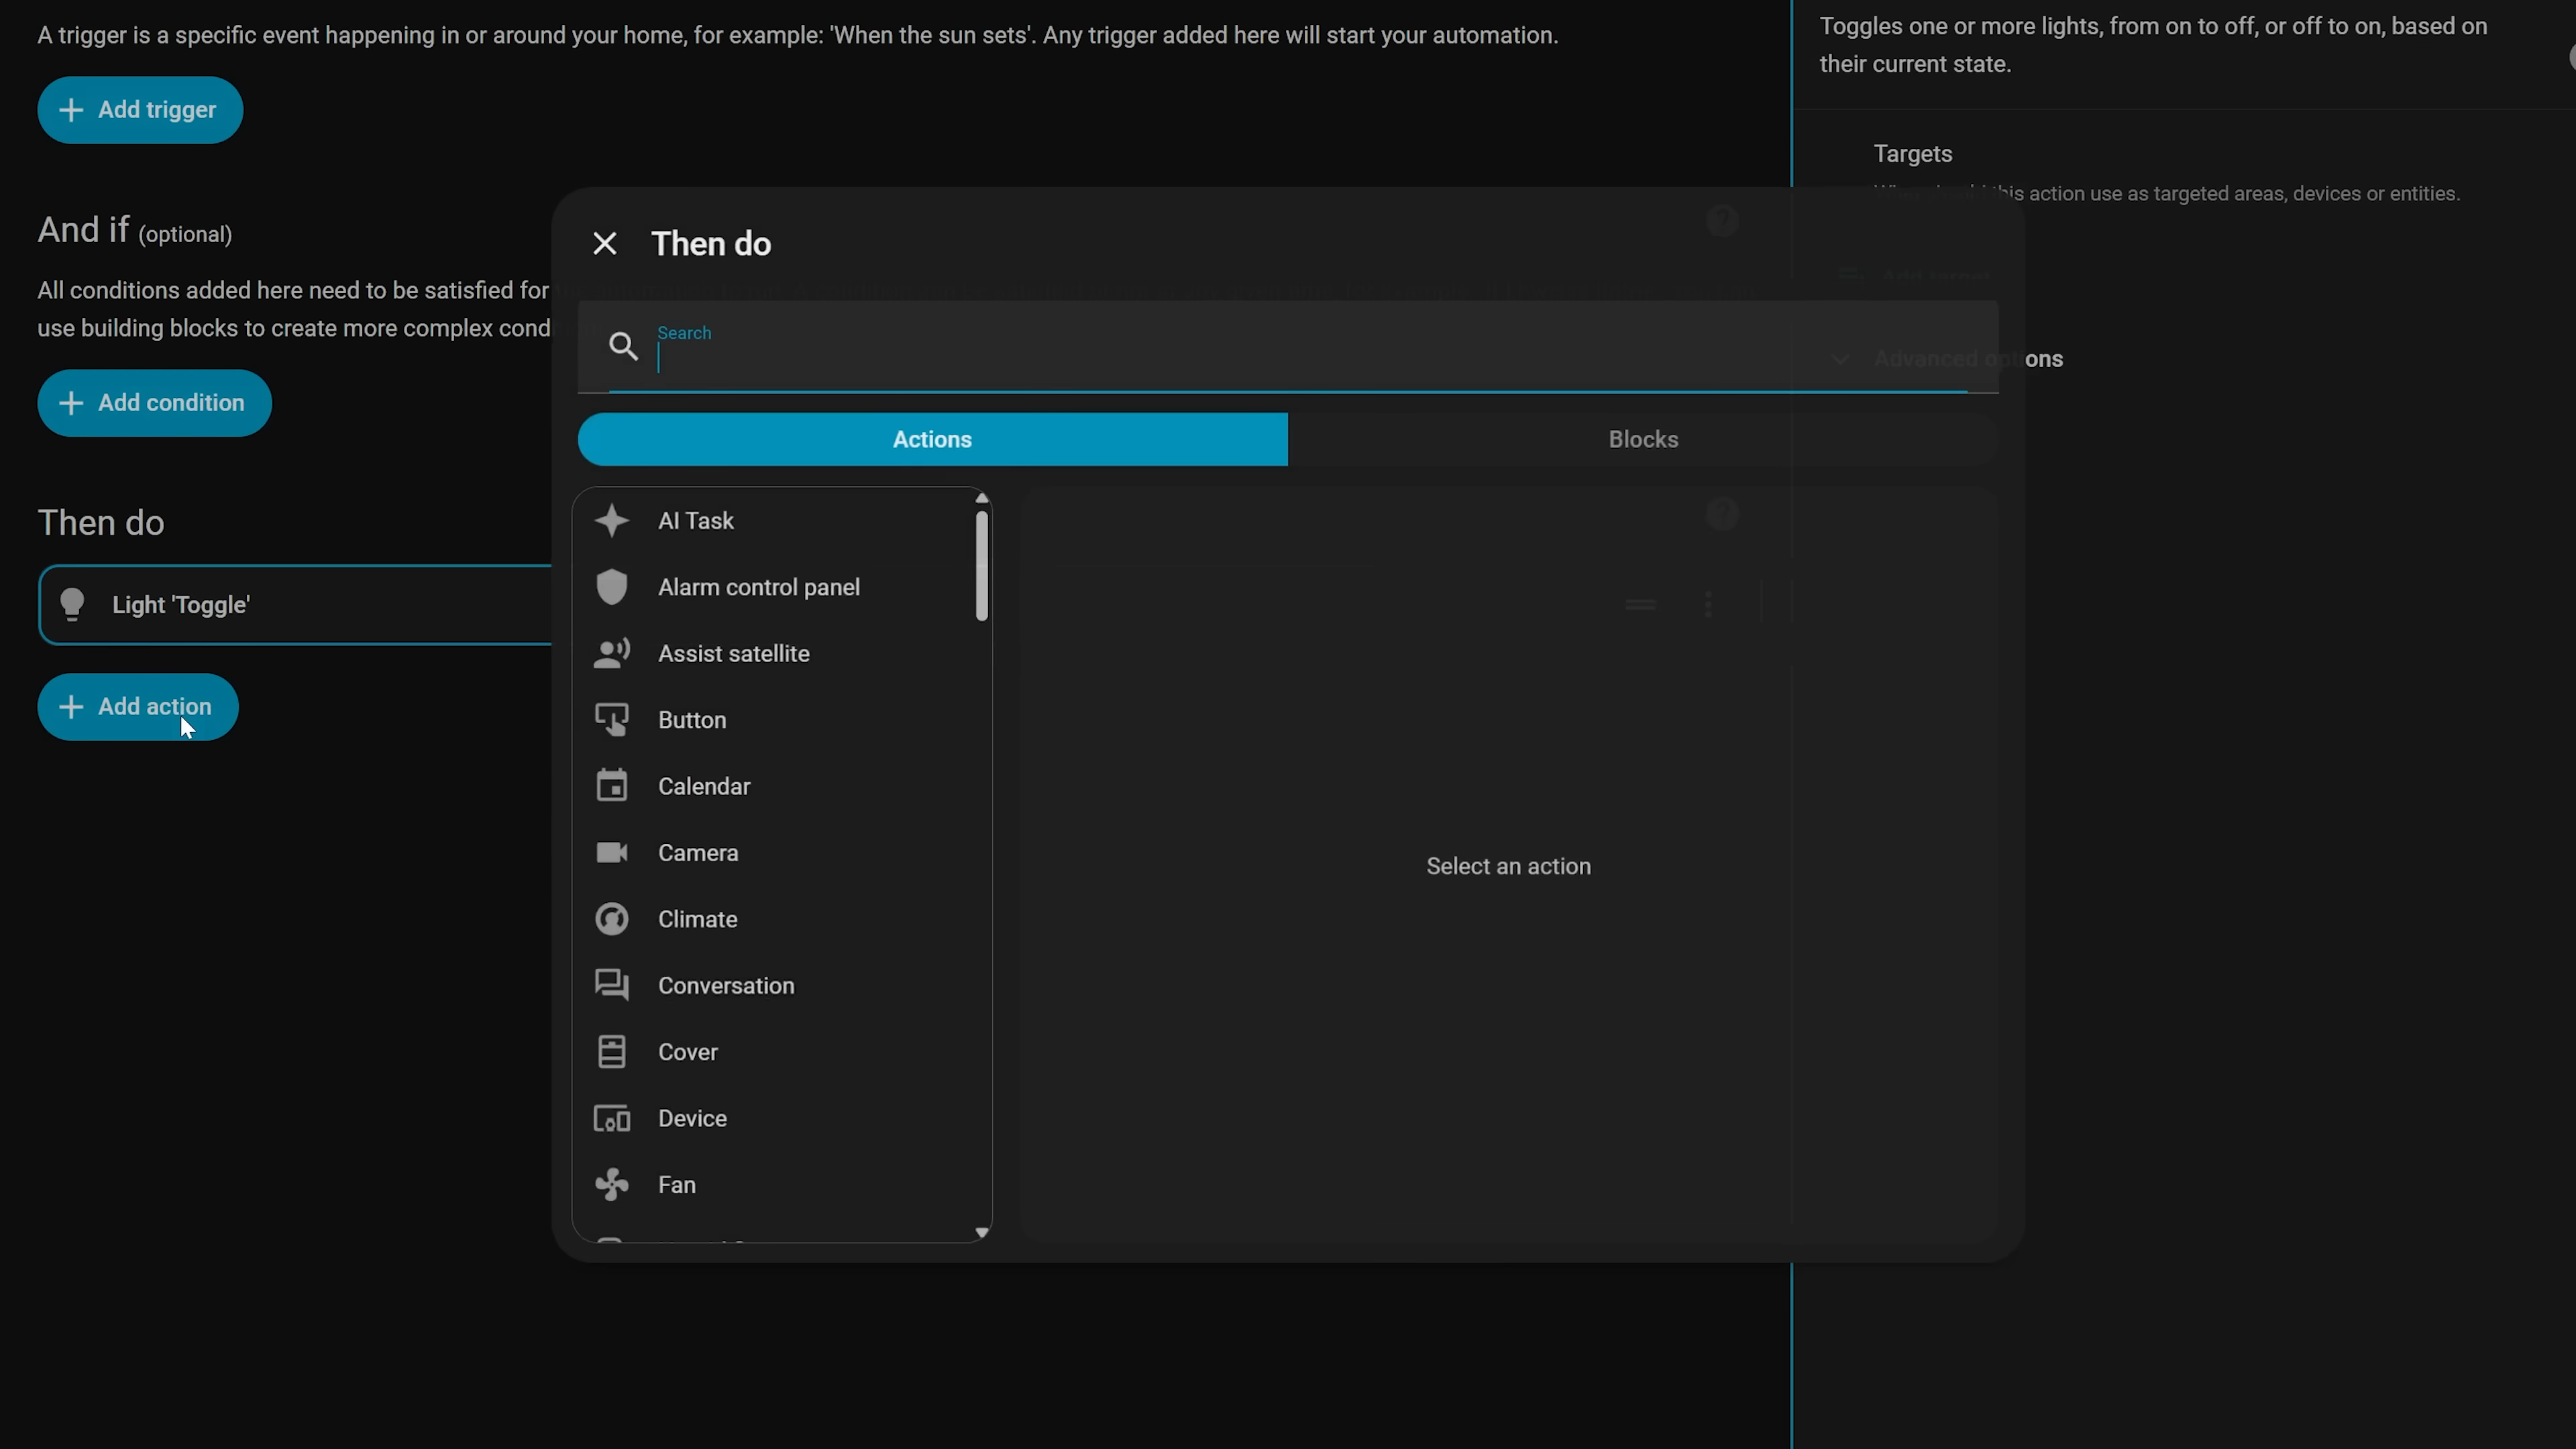 A trigger is a specific event happening in or around your home, for example: 'When the sun sets'. Any trigger added here will start your automation.
Add trigger
And if (optional)
All conditions added here need to be satisfied for
use building blocks to create more complex cond
Add condition
Then do
Light 'Toggle'
Add action
Then do
Search
Actions
Blocks
AI Task
Alarm control panel
Assist satellite
Button
Calendar
Camera
Climate
Conversation
Cover
Device
Fan
Select an action
Toggles one or more lights, from on to off, or off to on, based on
their current state.
Targets
this action use as targeted areas, devices or entities.
Advanced options